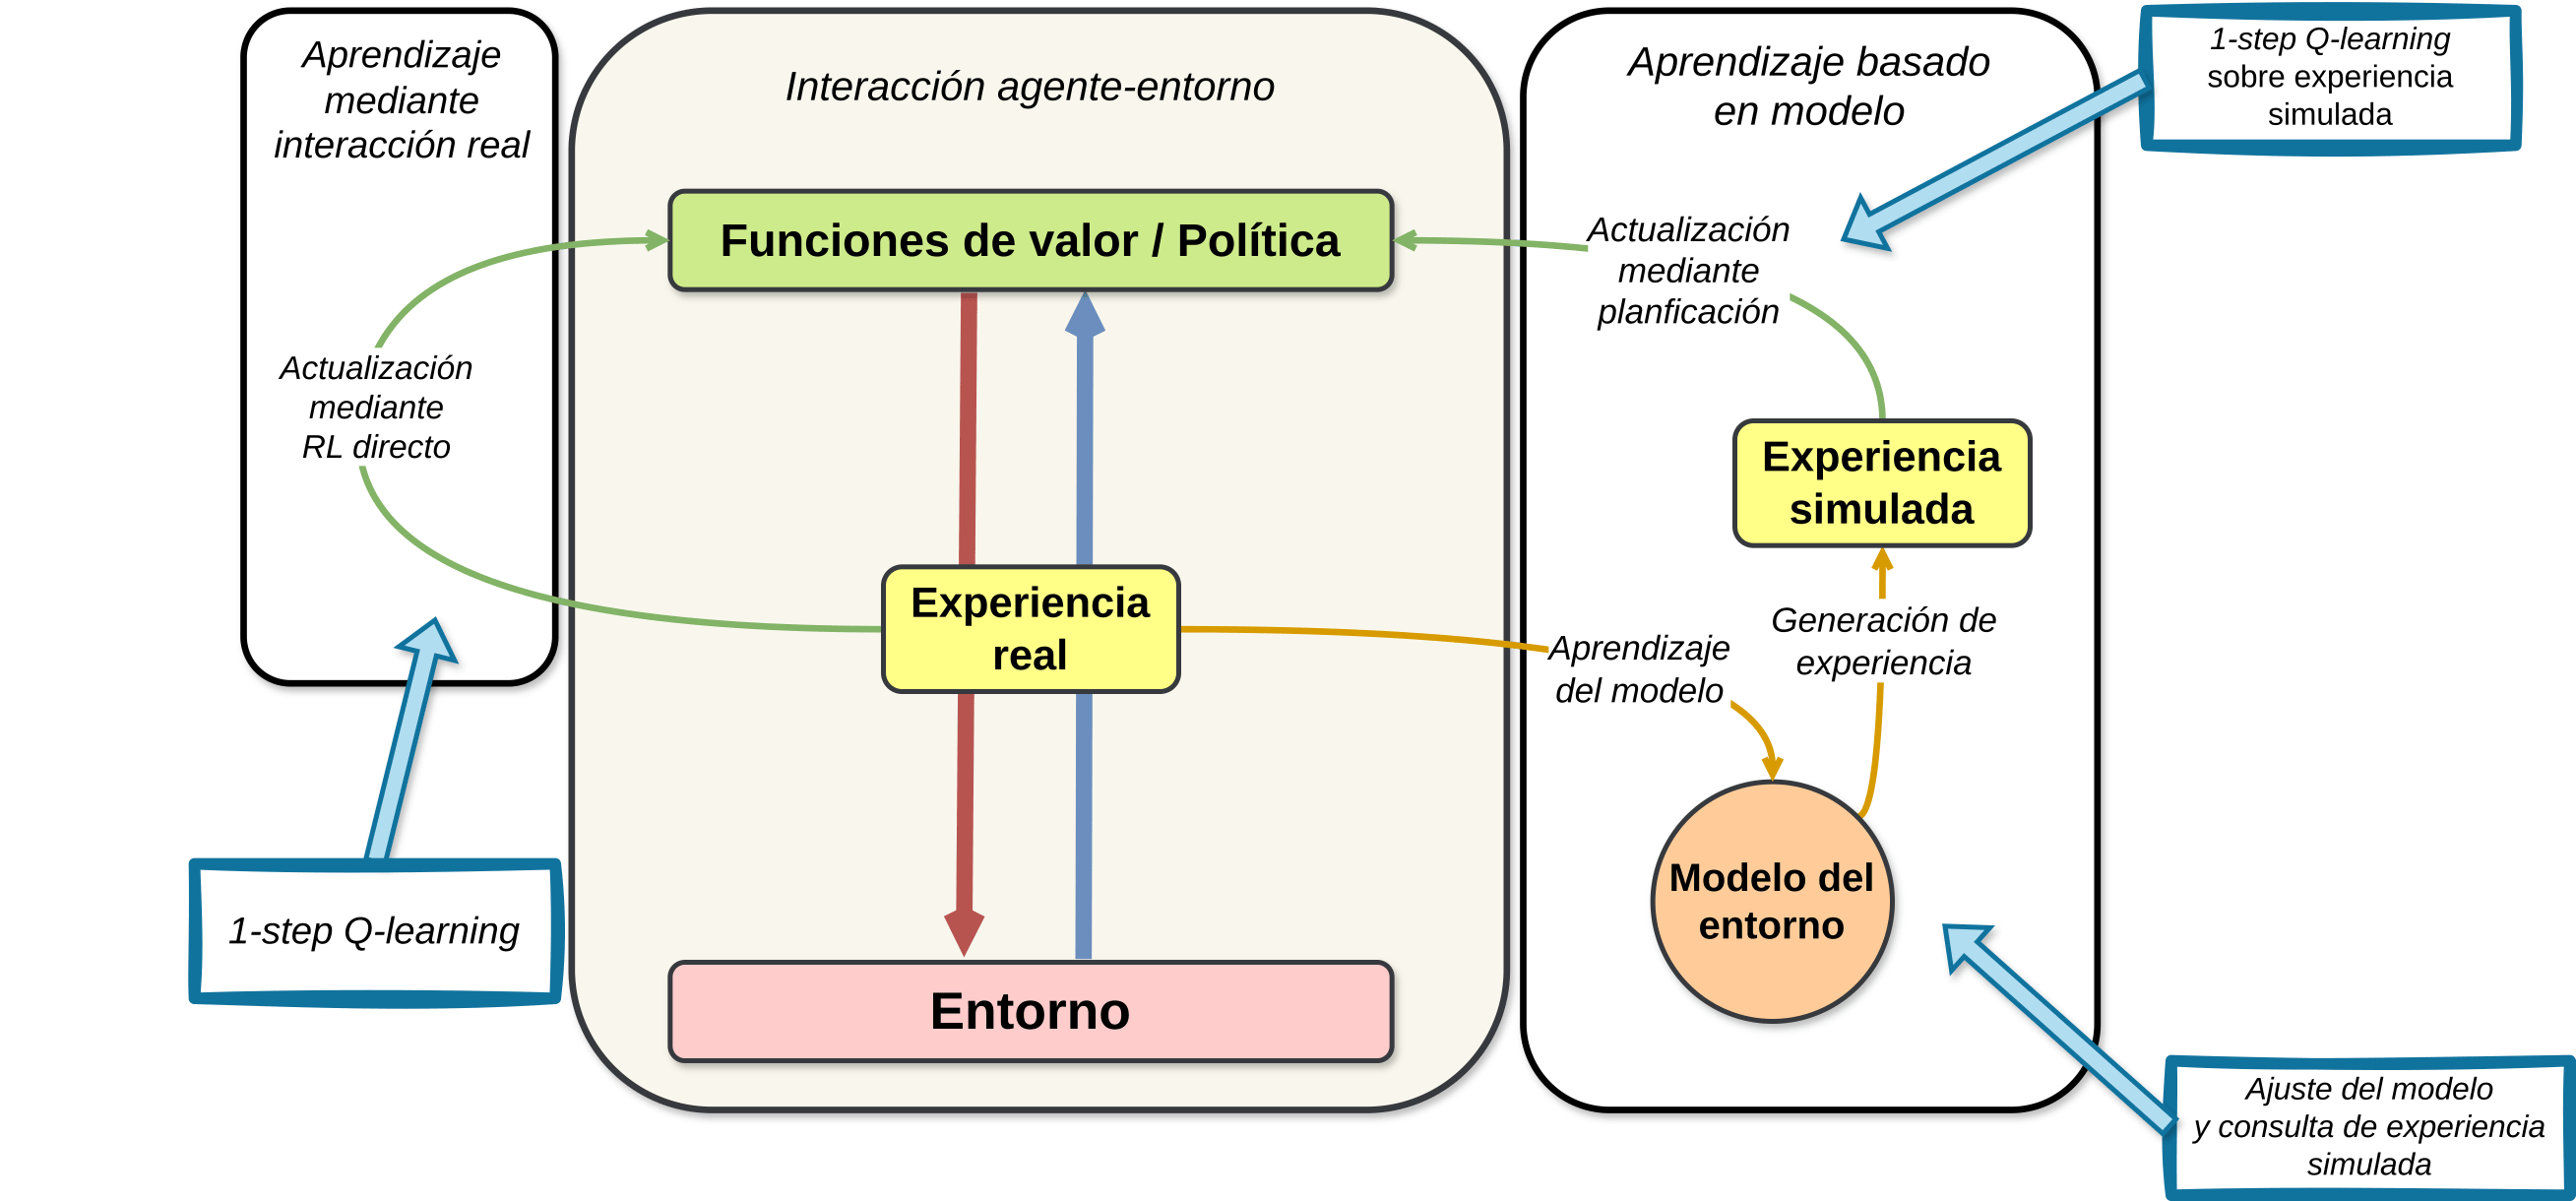 Aprendizaje
mediante
interacción real
Interacción agente-entorno
Aprendizaje basado
en modelo
1-step Q-learning
sobre experiencia
simulada
Funciones de valor / Política
Actualización
mediante
planficación
Actualización
mediante
RL directo
Experiencia
simulada
Experiencia
real
Generación de
experiencia
Aprendizaje
del modelo
Modelo del
entorno
1-step Q-learning
Entorno
Ajuste del modelo
y consulta de experiencia
simulada